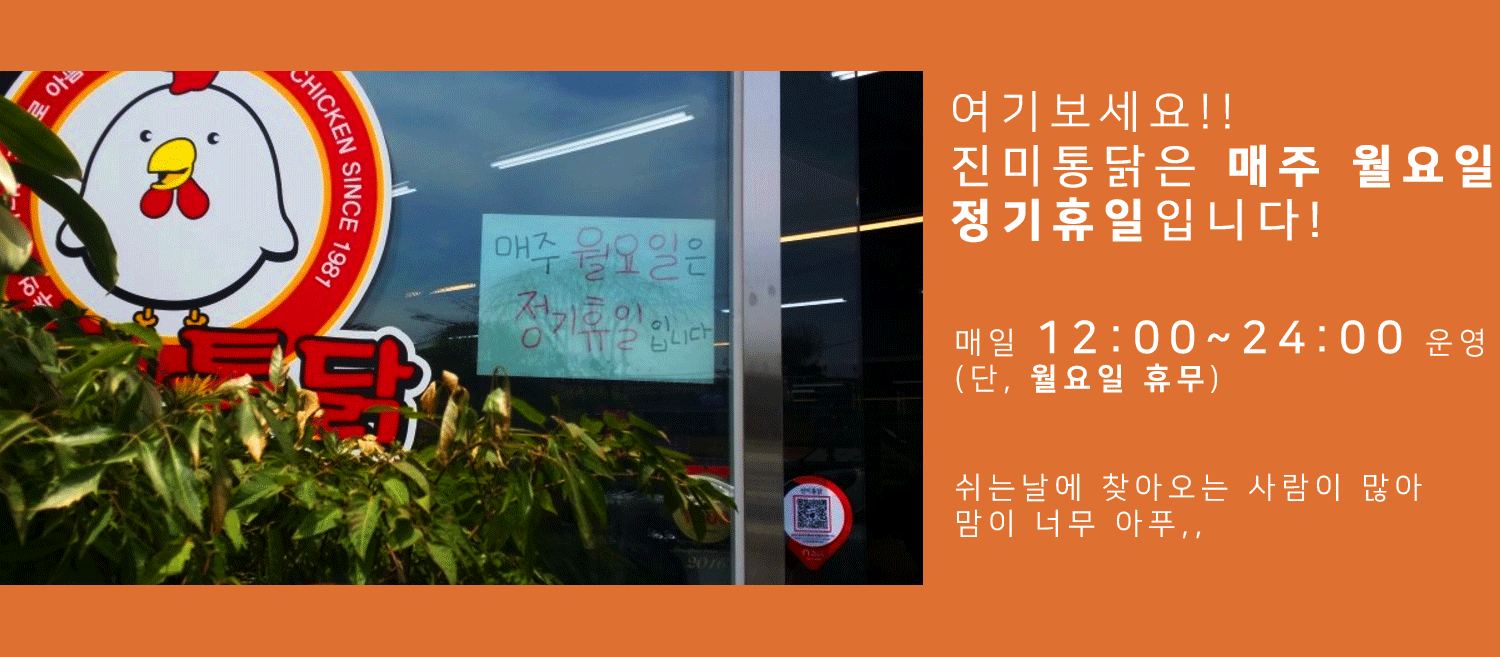 CHICKEN SINCE 1981
통닭
매주 월요일은
정기휴일입니다
여기보세요!!
진미통닭은 매주 월요일
정기휴일입니다!
매일 12:00~24:00 운영
(단, 월요일 휴무)
쉬는날에 찾아오는 사람이 많아
맘이 너무 아푸,,